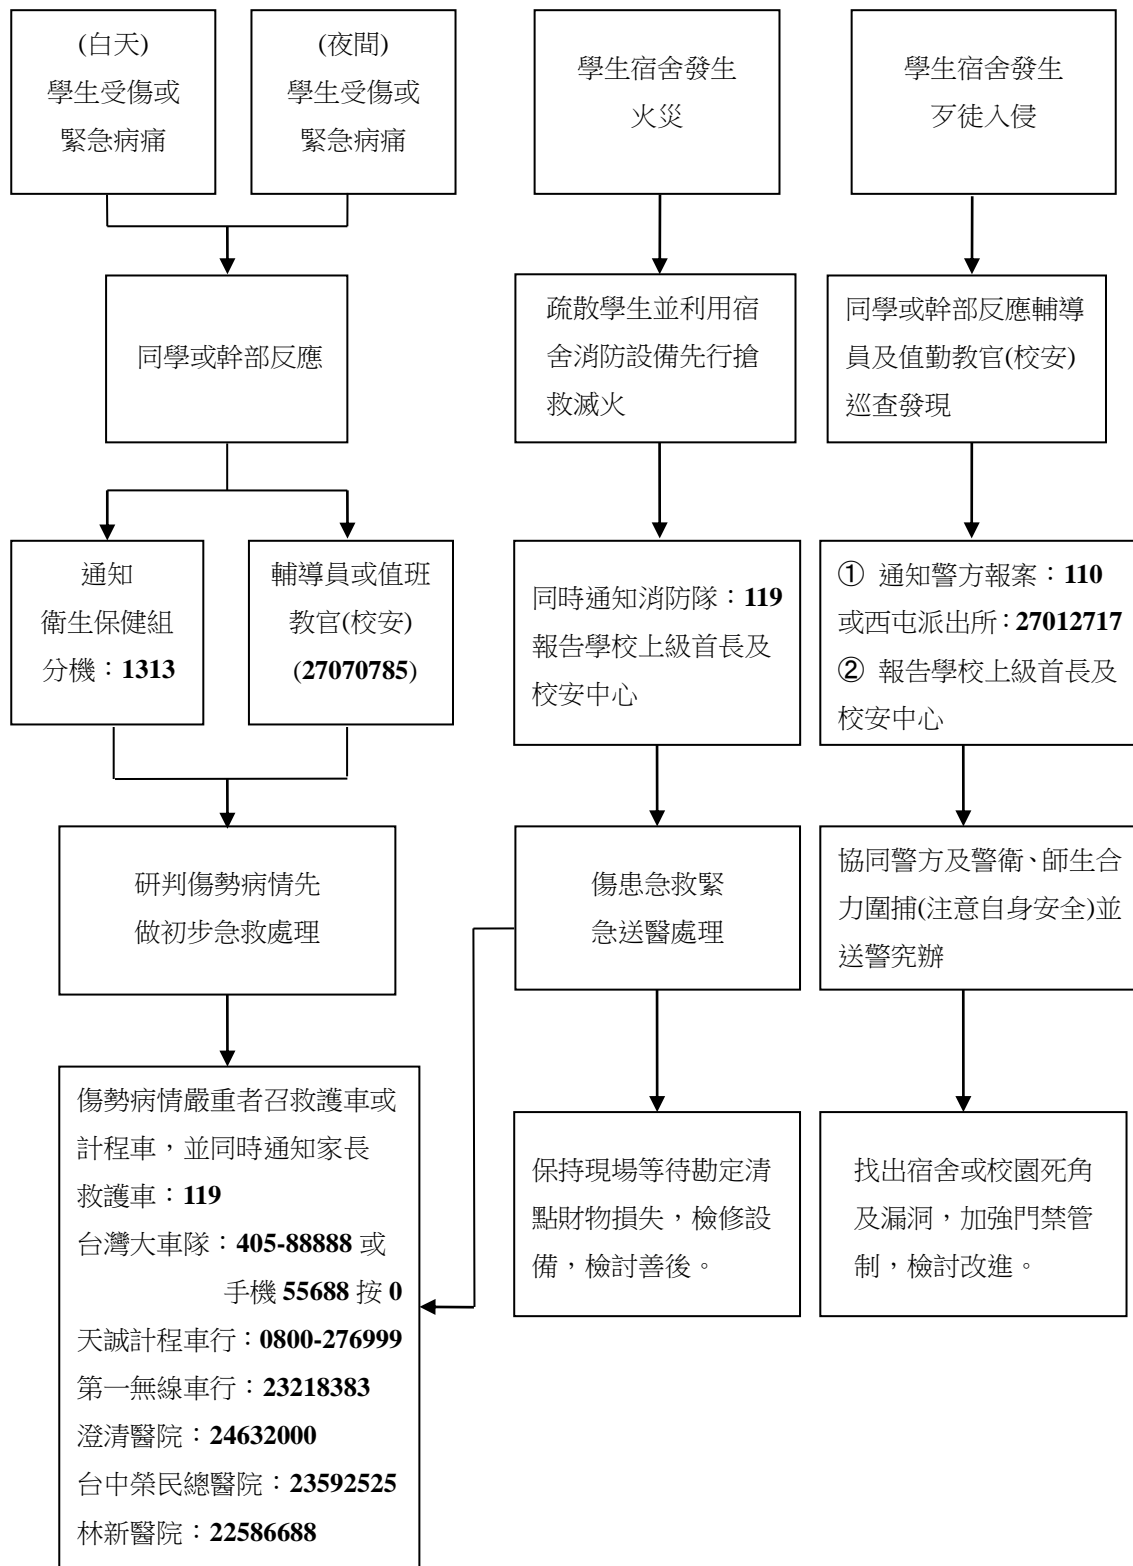 (白天)
學生受傷或
緊急病痛
(夜間)
學生受傷或
緊急病痛
學生宿舍發生
火災
學生宿舍發生
歹徒入侵
同學或幹部反應
疏散學生並利用宿
舍消防設備先行搶
救滅火
同學或幹部反應輔導
員及值勤教官(校安)
巡查發現
通知
衛生保健組
分機：1313
輔導員或值班
教官(校安)
(27070785)
同時通知消防隊：119
報告學校上級首長及
校安中心
① 通知警方報案：110
或西屯派出所：27012717
② 報告學校上級首長及
校安中心
研判傷勢病情先
做初步急救處理
傷患急救緊
急送醫處理
協同警方及警衛、師生合
力圍捕(注意自身安全)並
送警究辦
傷勢病情嚴重者召救護車或
計程車，並同時通知家長
救護車：119
台灣大車隊：405-88888 或
手機 55688 按 0
天誠計程車行：0800-276999
第一無線車行：23218383
澄清醫院：24632000
台中榮民總醫院：23592525
林新醫院：22586688
保持現場等待勘定清
點財物損失，檢修設
備，檢討善後。
找出宿舍或校園死角
及漏洞，加強門禁管
制，檢討改進。